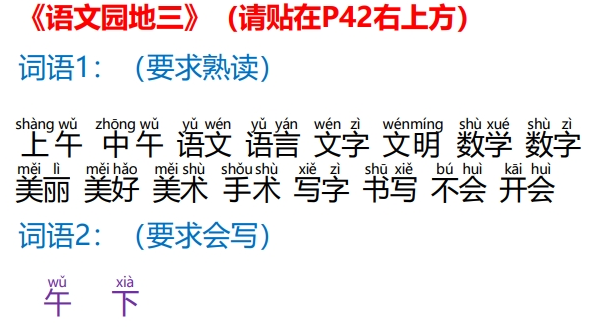 《语文园地三》（请贴在P42右上方）
词语1：（要求熟读）
shàng wǔ zhōng wǔ yǔ wén yǔ yán wén zì wénmíng shù xué shù zì
上午 中午 语文 语言 文字 文明 数学 数字
měi lì měi hǎo měi shù shǒu shù xiě zì shū xiě bú huì kāi huì
美丽 美好 美术 手术 写字 书写 不会 开会
词语2：（要求会写）
wǔ xià
午 下